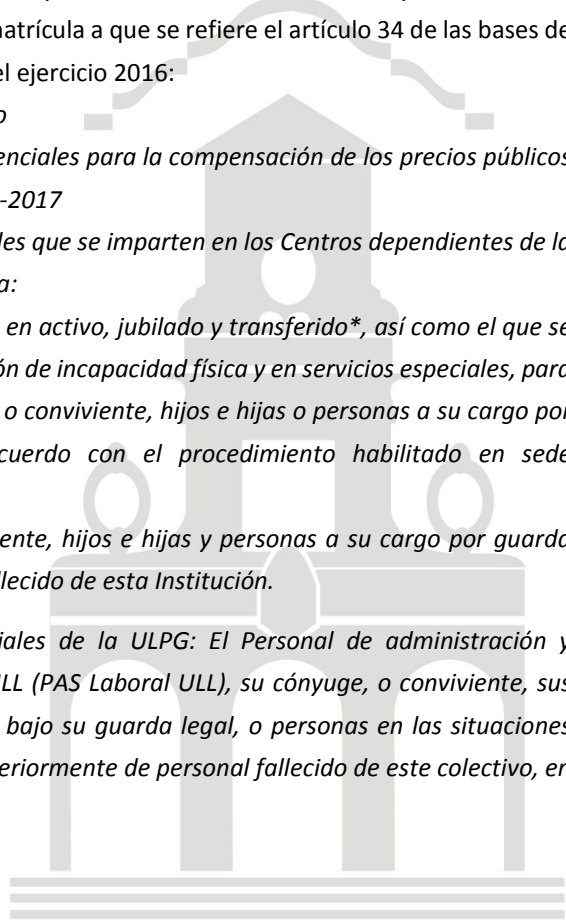 matrícula a que se refiere el artículo 34 de las bases de
el ejercicio 2016:
enciales para la compensación de los precios públicos
-2017
les que se imparten en los Centros dependientes de la
a:
en activo, jubilado y transferido*, así como el que se
ón de incapacidad física y en servicios especiales, para
o conviviente, hijos e hijas o personas a su cargo por
cuerdo con el procedimiento habilitado en sede
ente, hijos e hijas y personas a su cargo por guarda
llecido de esta Institución.
iales de la ULPG: El Personal de administración y
ULL (PAS Laboral ULL), su cónyuge, o conviviente, sus
bajo su guarda legal, o personas en las situaciones
teriormente de personal fallecido de este colectivo, en